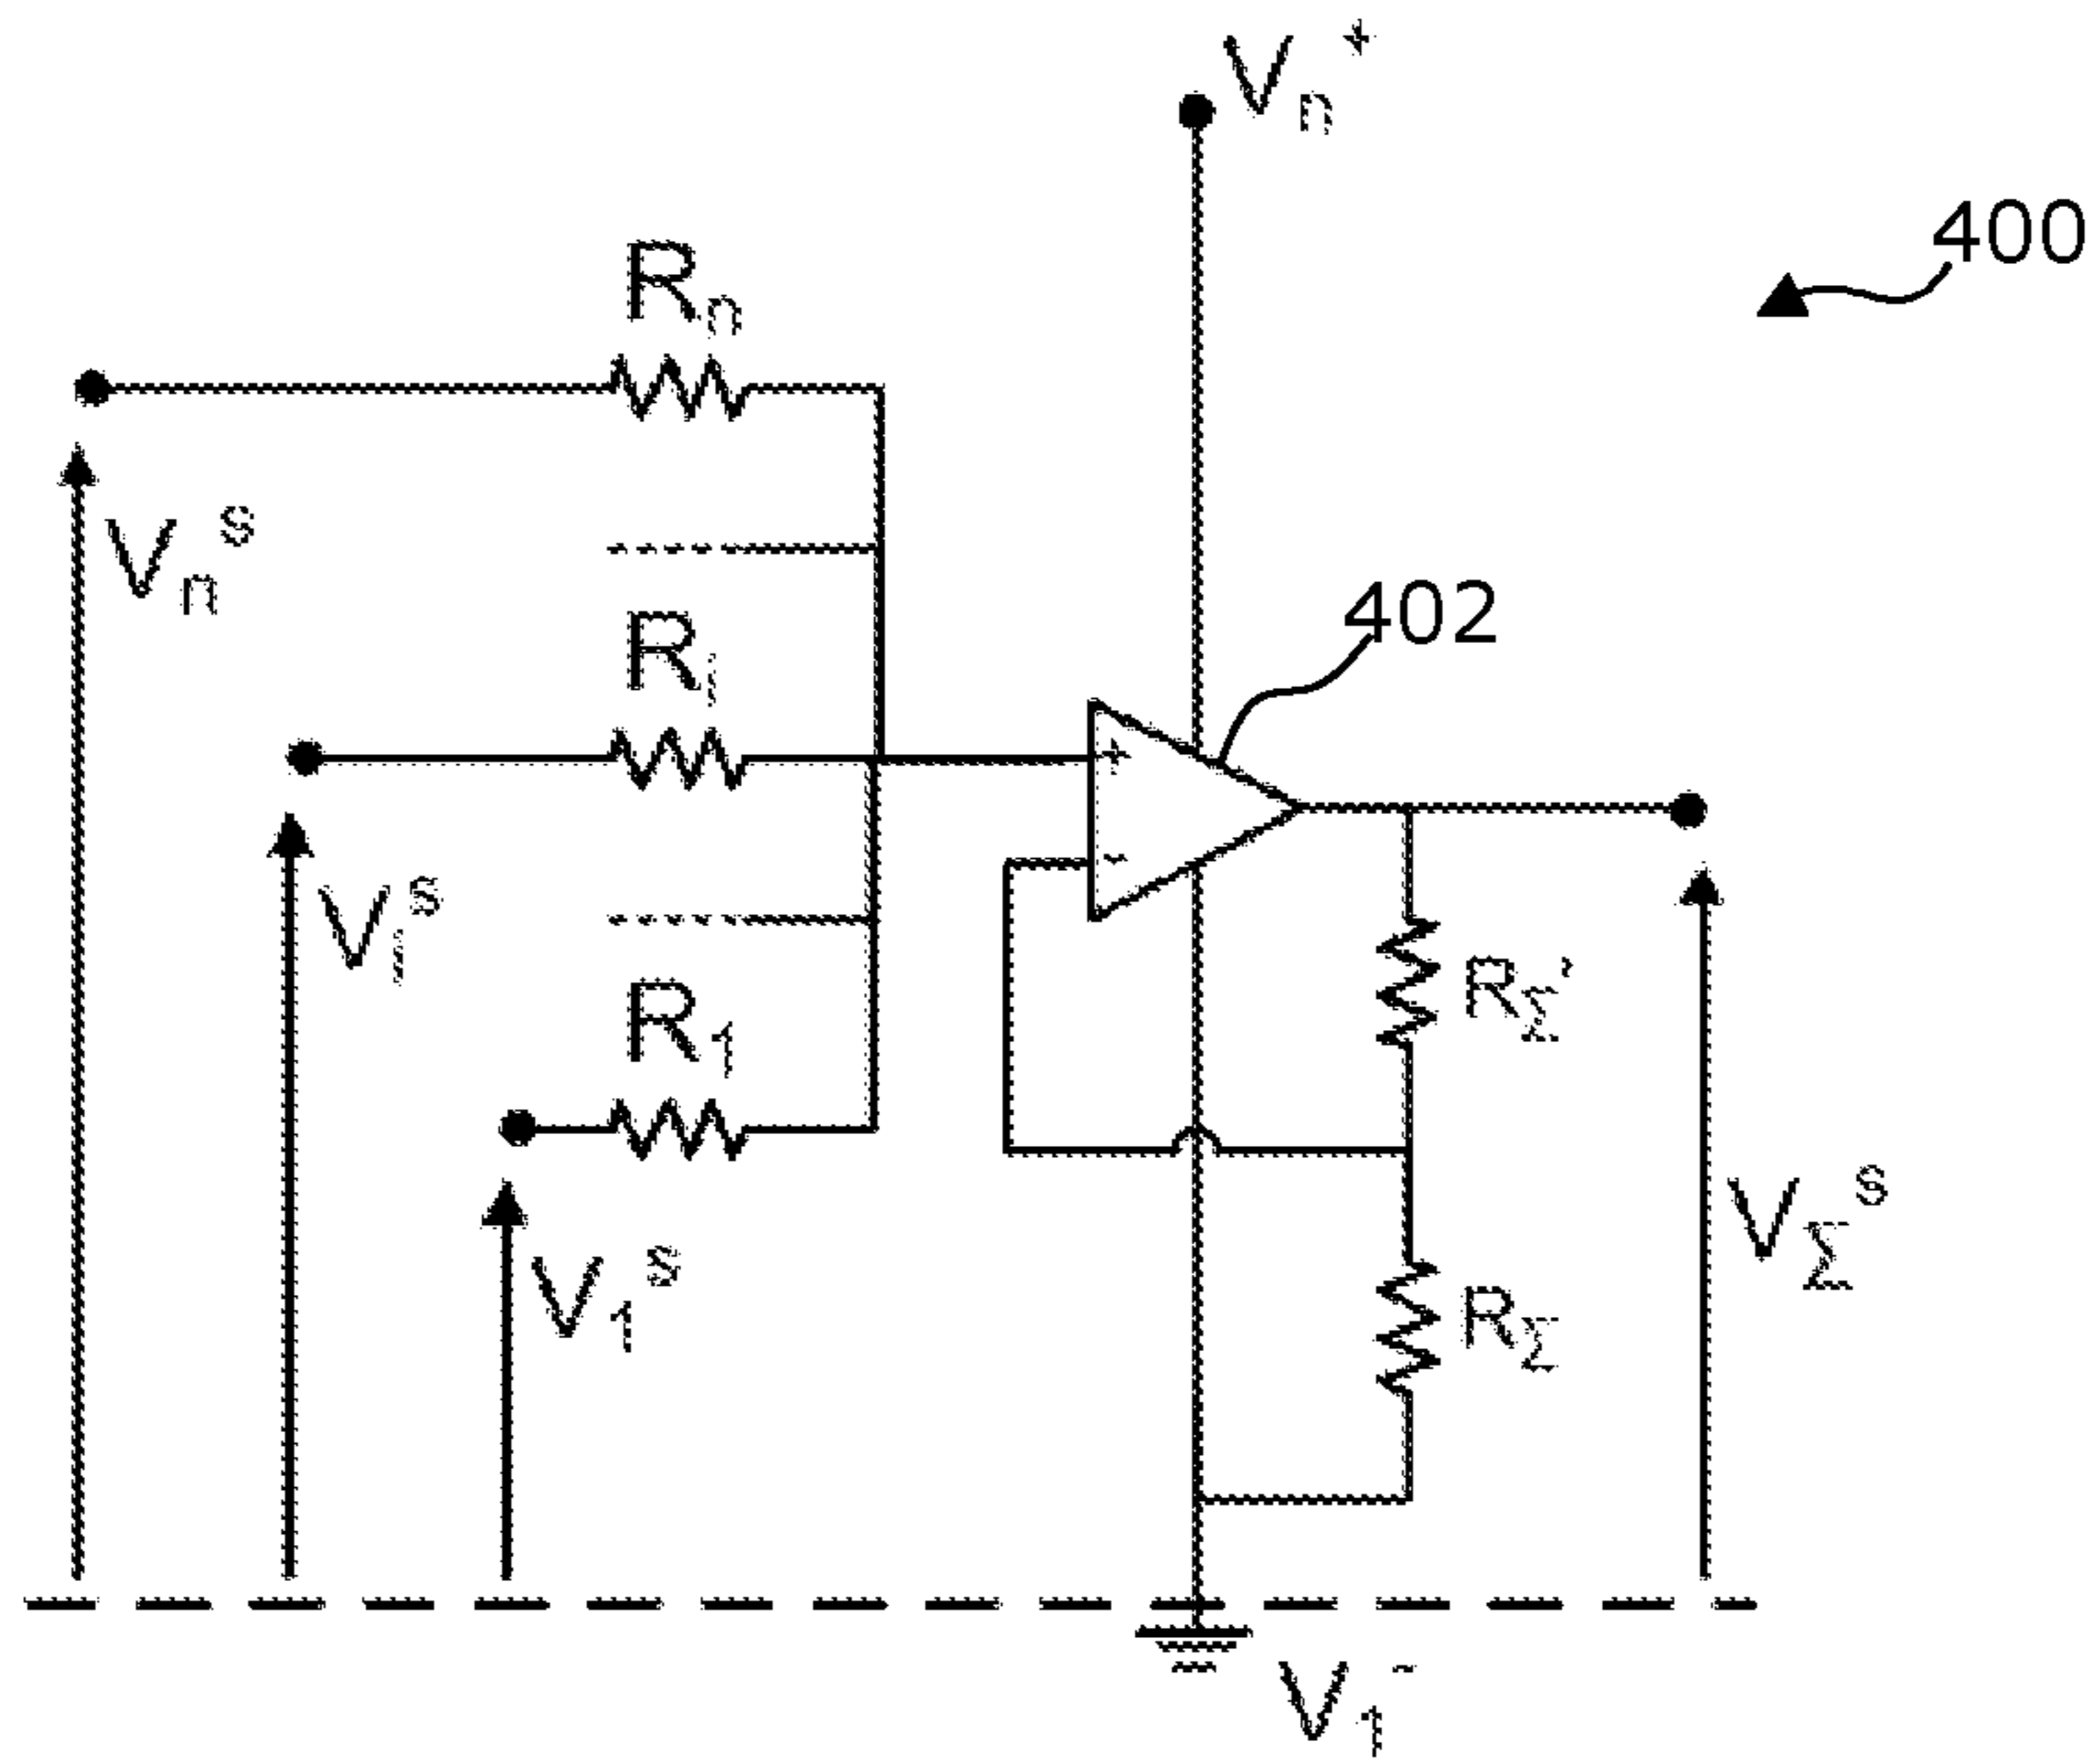 Vn+
400
Rn
Vns
Ri
402
+
-
Vis
RΣ'
R1
VΣs
V1s
RΣ
V1-